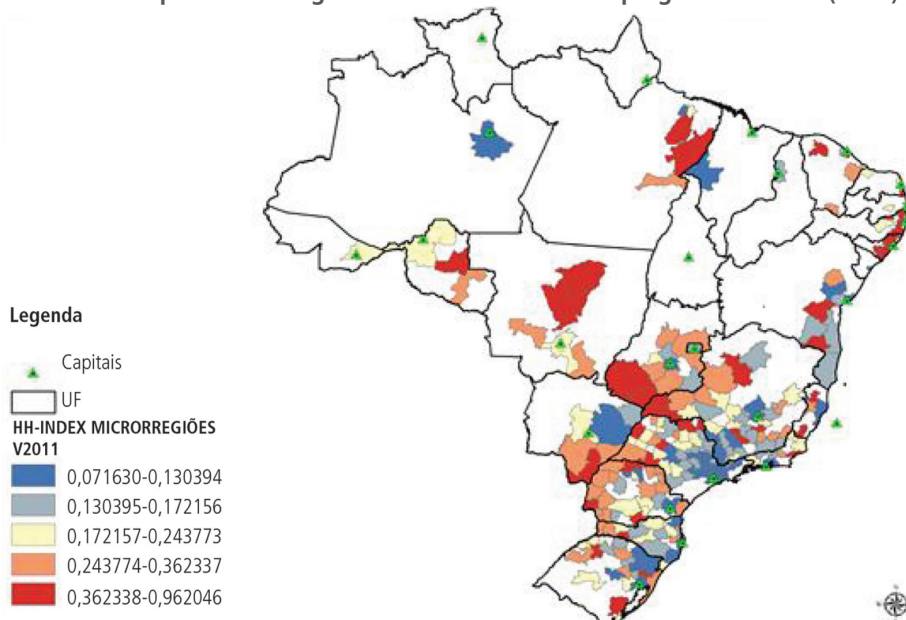 Legenda
Capitais
UF
HH-INDEX MICRORREGIÕES
V2011
0,071630-0,130394
0,130395-0,172156
0,172157-0,243773
0,243774-0,362337
0,362338-0,962046